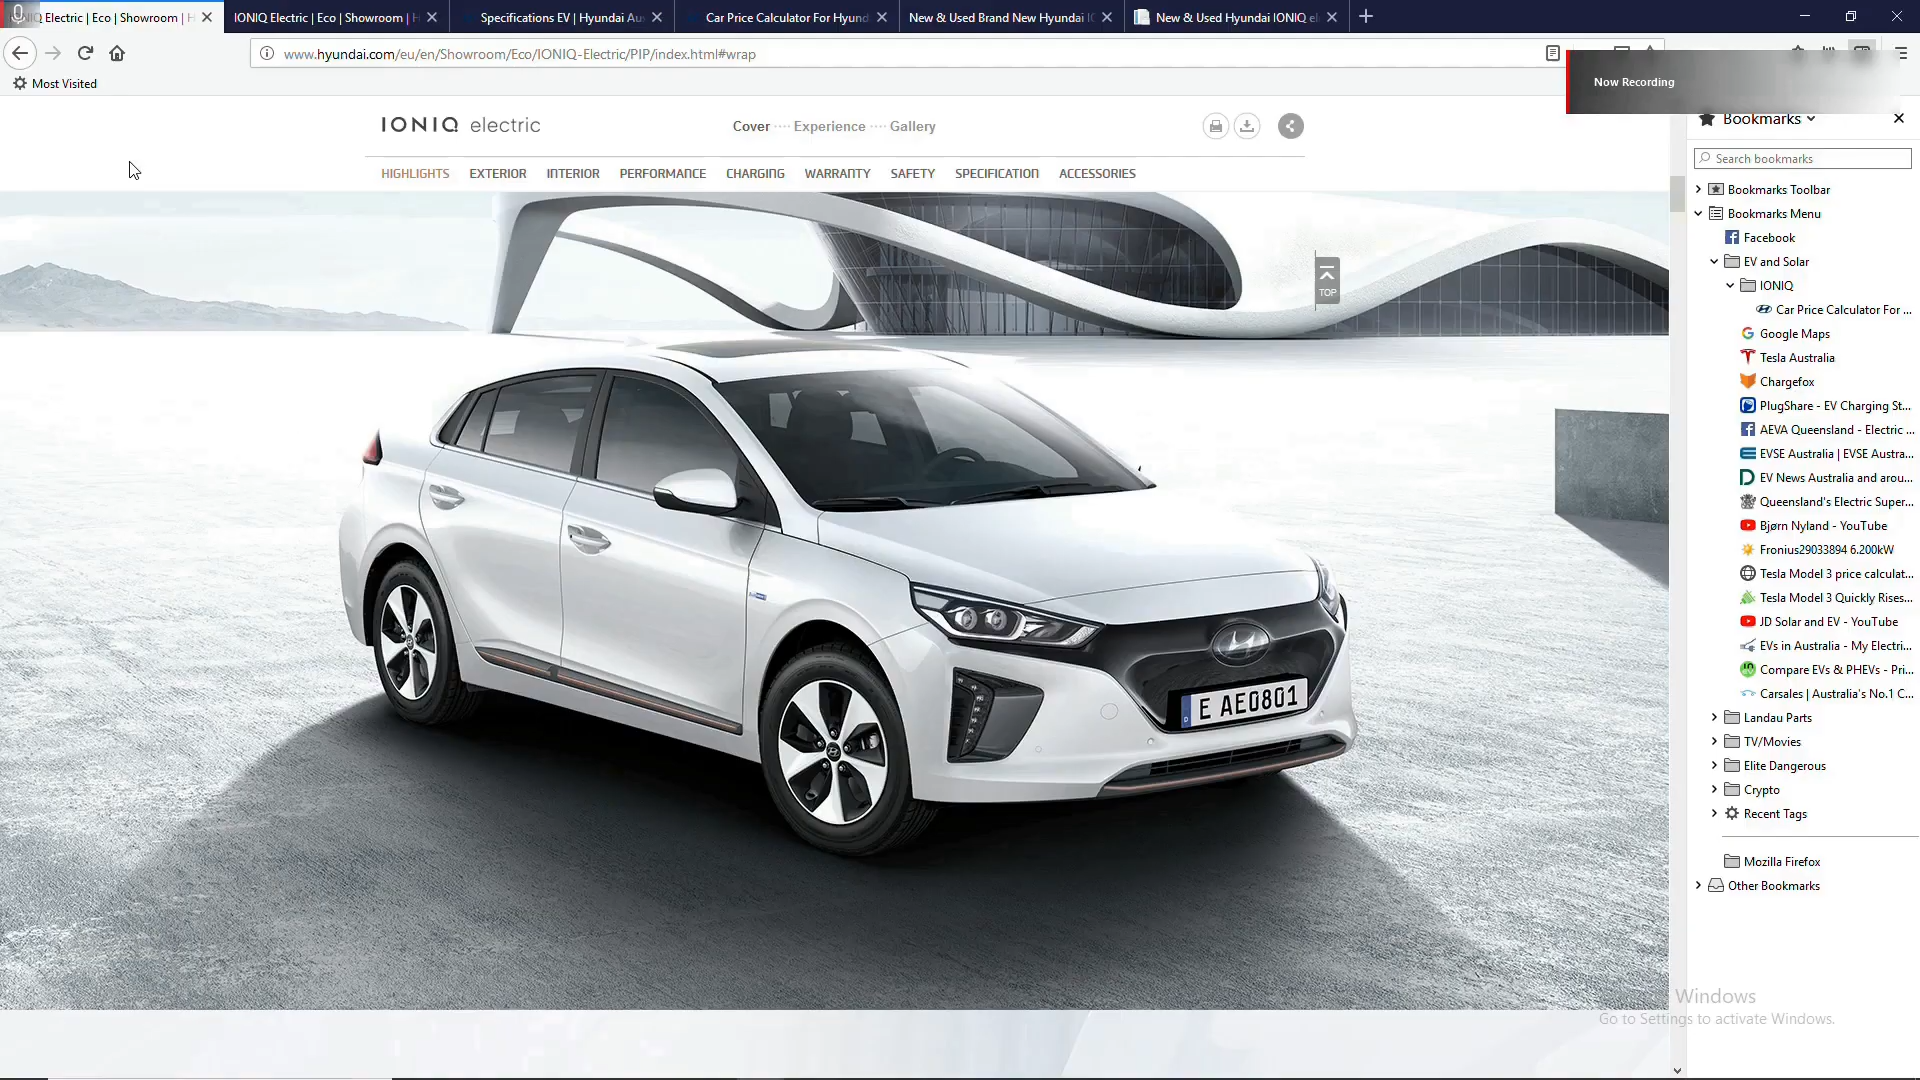 IQ Electric | Eco | Showroom | H
IONIQ Electric | Eco | Showroom | H
Specifications EV | Hyundai Aus
Car Price Calculator For Hyund
New & Used Brand New Hyundai IO
New & Used Hyundai IONIQ el
www.hyundai.com/eu/en/Showroom/Eco/IONIQ-Electric/PIP/index.html#wrap
Most Visited
Now Recording
IONIQ electric
Cover
Experience
Gallery
HIGHLIGHTS
EXTERIOR
INTERIOR
PERFORMANCE
CHARGING
WARRANTY
SAFETY
SPECIFICATION
ACCESSORIES
TOP
E AE0801
D
Bookmarks
Search bookmarks
Bookmarks Toolbar
Bookmarks Menu
Facebook
EV and Solar
IONIQ
Car Price Calculator For ...
Google Maps
Tesla Australia
Chargefox
PlugShare - EV Charging St...
AEVA Queensland - Electric ...
EVSE Australia | EVSE Austra...
EV News Australia and arou...
Queensland's Electric Super...
Bjørn Nyland - YouTube
Fronius29033894 6.200kW
Tesla Model 3 price calculat...
Tesla Model 3 Quickly Rises...
JD Solar and EV - YouTube
EVs in Australia - My Electri...
Compare EVs & PHEVs - Pri...
Carsales | Australia's No.1 C...
Landau Parts
TV/Movies
Elite Dangerous
Crypto
Recent Tags
Mozilla Firefox
Other Bookmarks
Windows
Go to Settings to activate Windows.